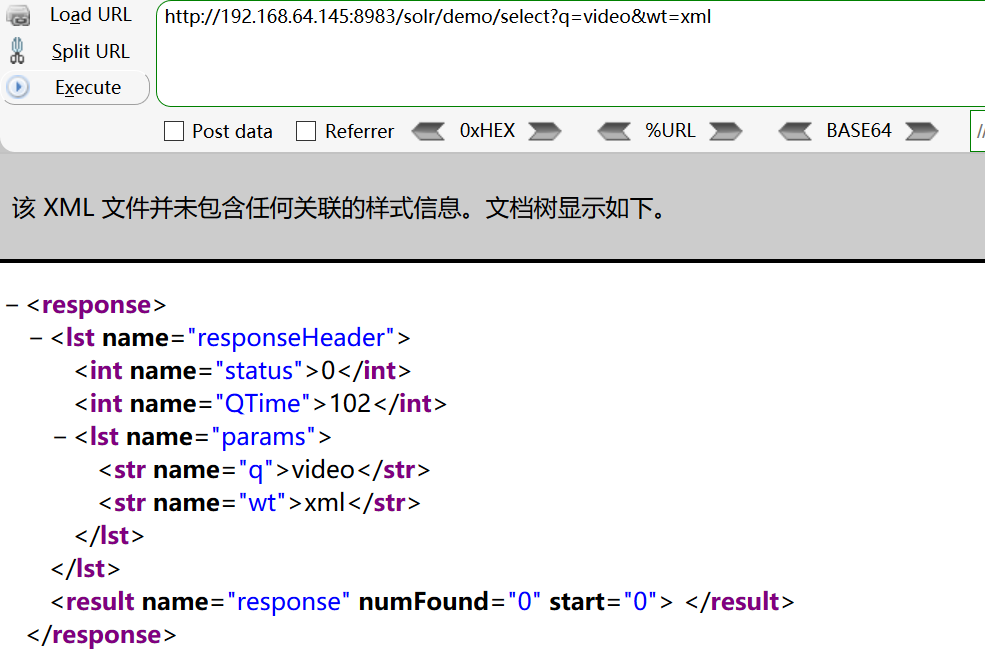 Load URL
http://192.168.64.145:8983/solr/demo/select?q=video&wt=xml
Split URL
Execute
Post data Referrer 0xHEX %URL BASE64 //
该 XML 文件并未包含任何关联的样式信息。文档树显示如下。
− <response>
− <lst name="responseHeader">
<int name="status">0</int>
<int name="QTime">102</int>
− <lst name="params">
<str name="q">video</str>
<str name="wt">xml</str>
</lst>
</lst>
<result name="response" numFound="0" start="0"> </result>
</response>